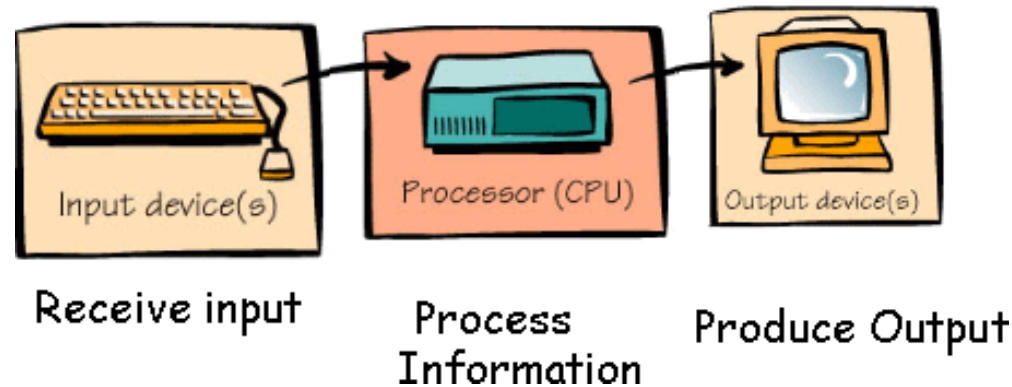 Input device(s)
Processor (CPU)
Output device(s)
Receive input
Process
Information
Produce Output